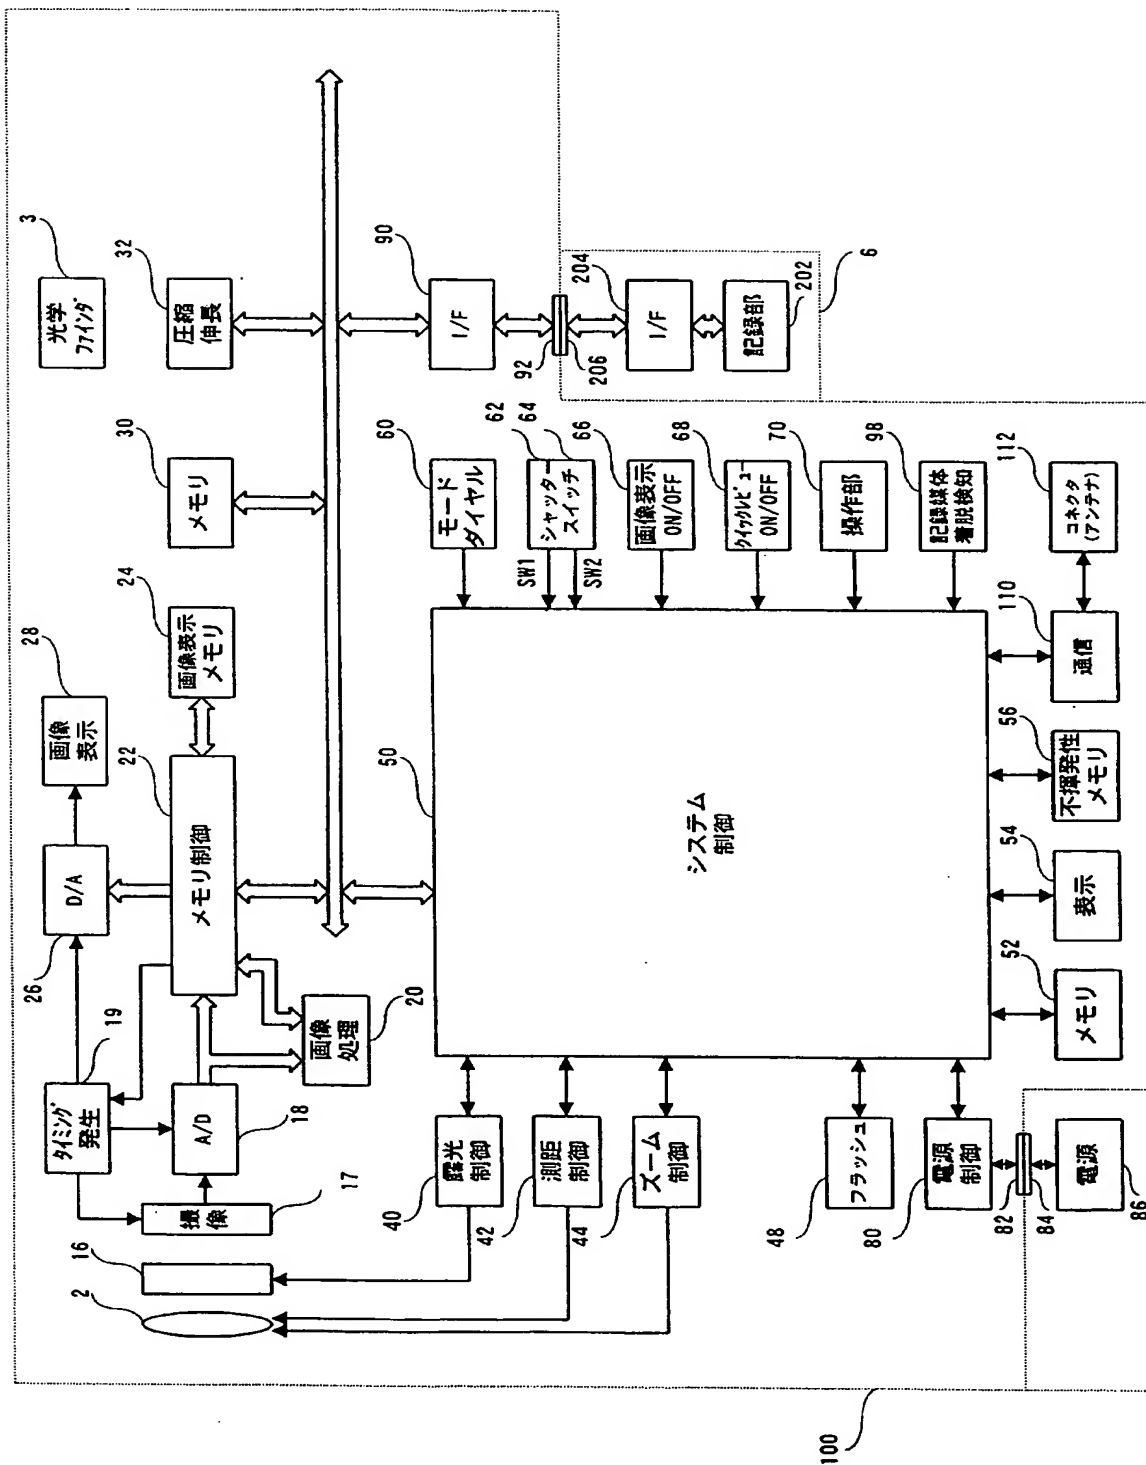 3
光学
ファインダ
32
圧縮
伸長
90
I/F
92
206
204
I/F
記録部
202
6
30
メモリ
24
画像表示
メモリ
28
画像
表示
22
メモリ制御
26
D/A
19
タイミング
発生
A/D
18
20
画像
処理
撮像
17
16
2
60
モード
ダイヤル
62
64
シャッター
スイッチ
SW1
SW2
66
画像表示
ON/OFF
68
クイックレビュー
ON/OFF
70
操作部
98
記録媒体
着脱検知
112
コネクタ
(アンテナ)
110
通信
56
不揮発性
メモリ
54
表示
52
メモリ
50
システム
制御
40
露光
制御
42
測距
制御
44
ズーム
制御
48
フラッシュ
80
電源
制御
82
84
電源
86
100